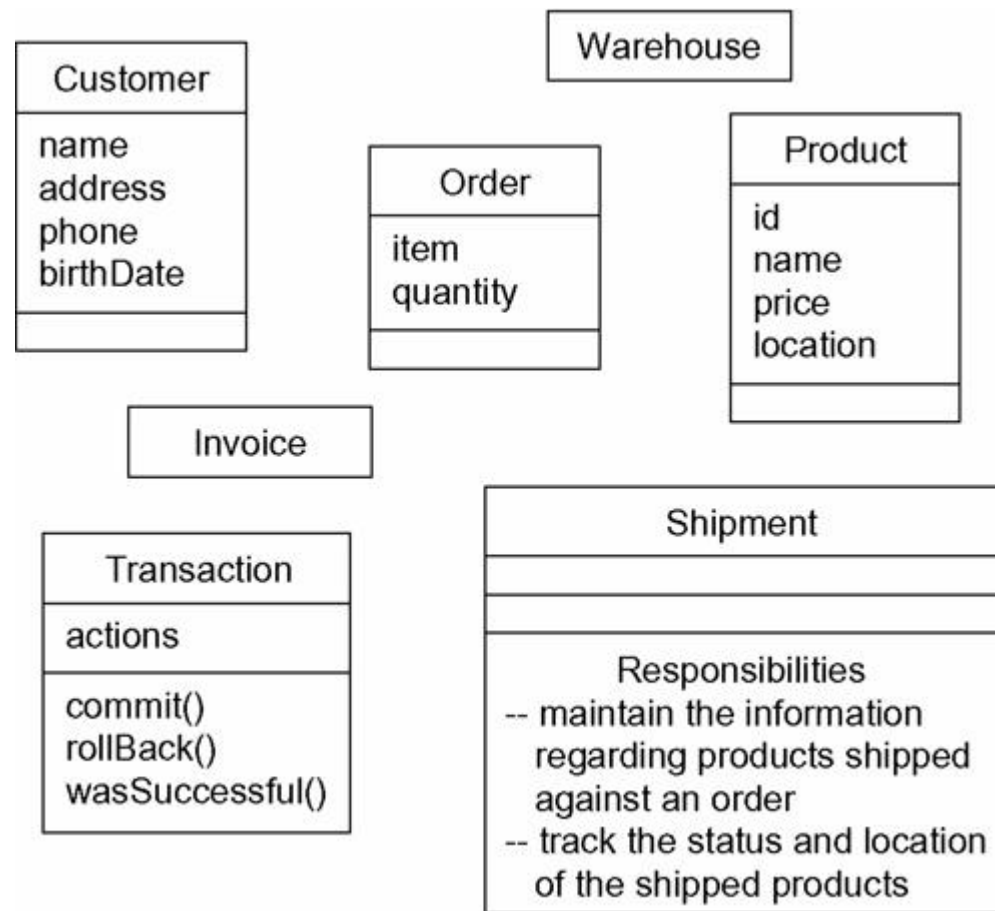 Customer
name
address
phone
birthDate
Warehouse
Order
item
quantity
Product
id
name
price
location
Invoice
Transaction
actions
commit()
rollBack()
wasSuccessful()
Shipment
Responsibilities
-- maintain the information
regarding products shipped
against an order
-- track the status and location
of the shipped products